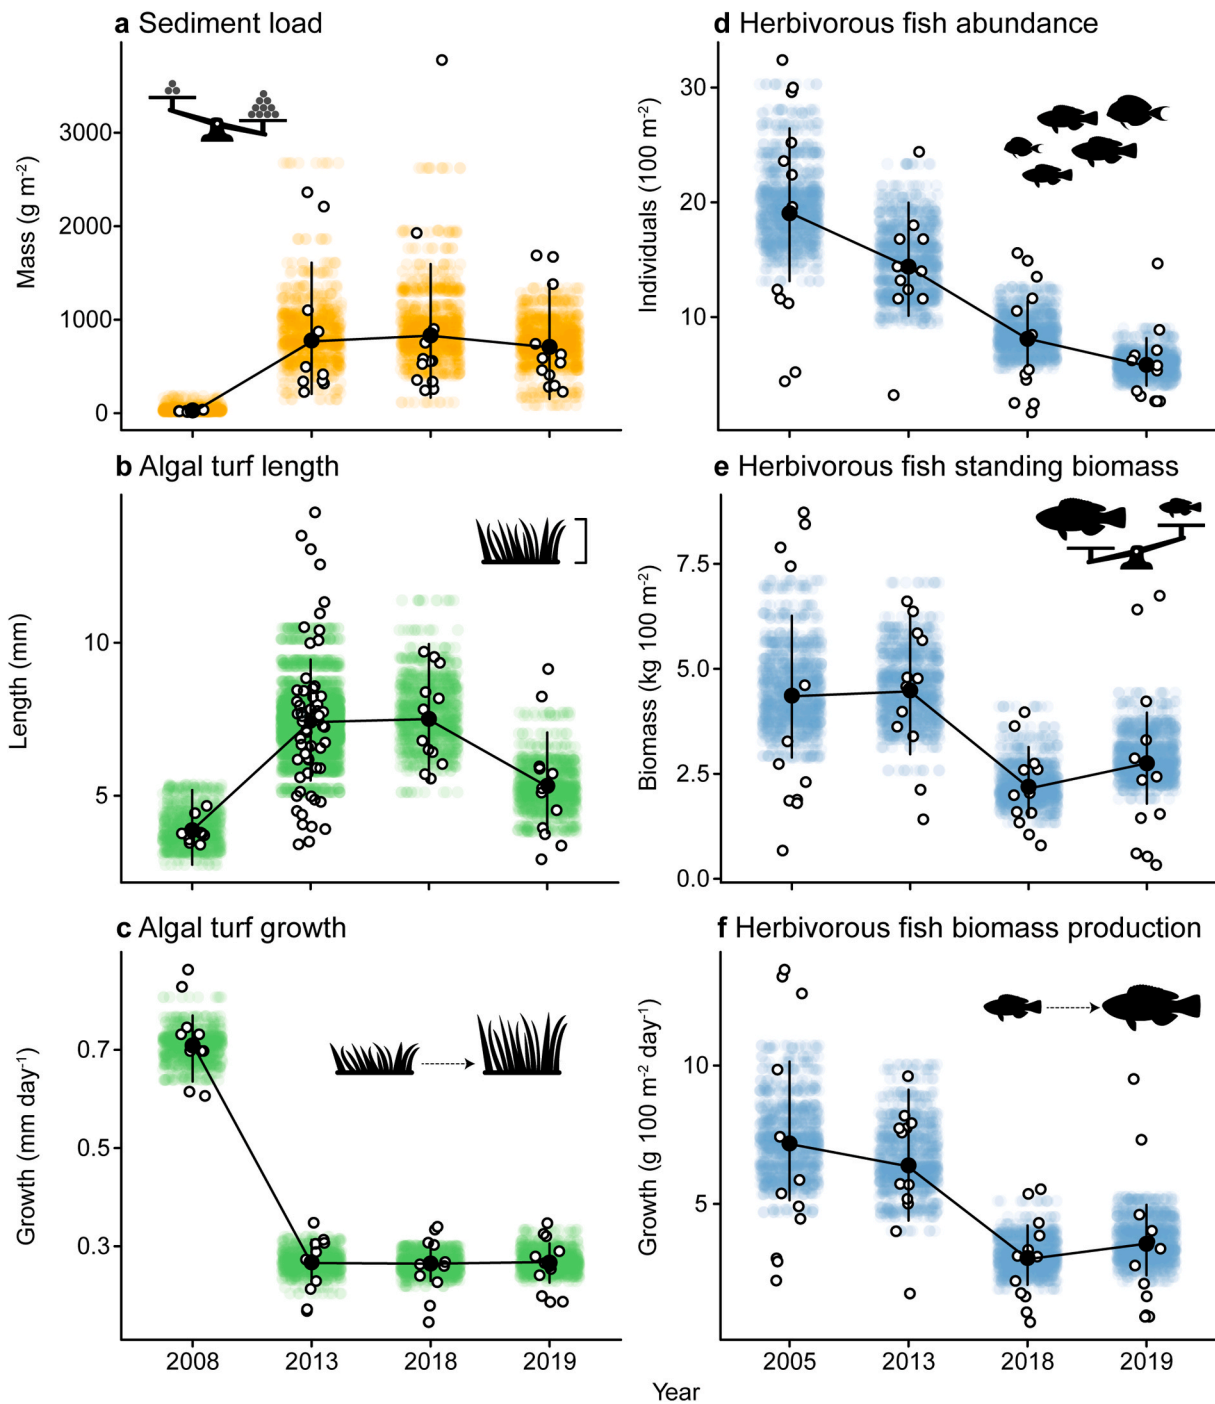 a Sediment load
Mass (g m⁻²)
3000
2000
1000
0
b Algal turf length
Length (mm)
10
5
c Algal turf growth
Growth (mm day⁻¹)
0.7
0.5
0.3
2008 2013 2018 2019
d Herbivorous fish abundance
Individuals (100 m⁻²)
30
20
10
e Herbivorous fish standing biomass
Biomass (kg 100 m⁻²)
7.5
5.0
2.5
0.0
f Herbivorous fish biomass production
Growth (g 100 m⁻² day⁻¹)
10
5
2005 2013 2018 2019
Year